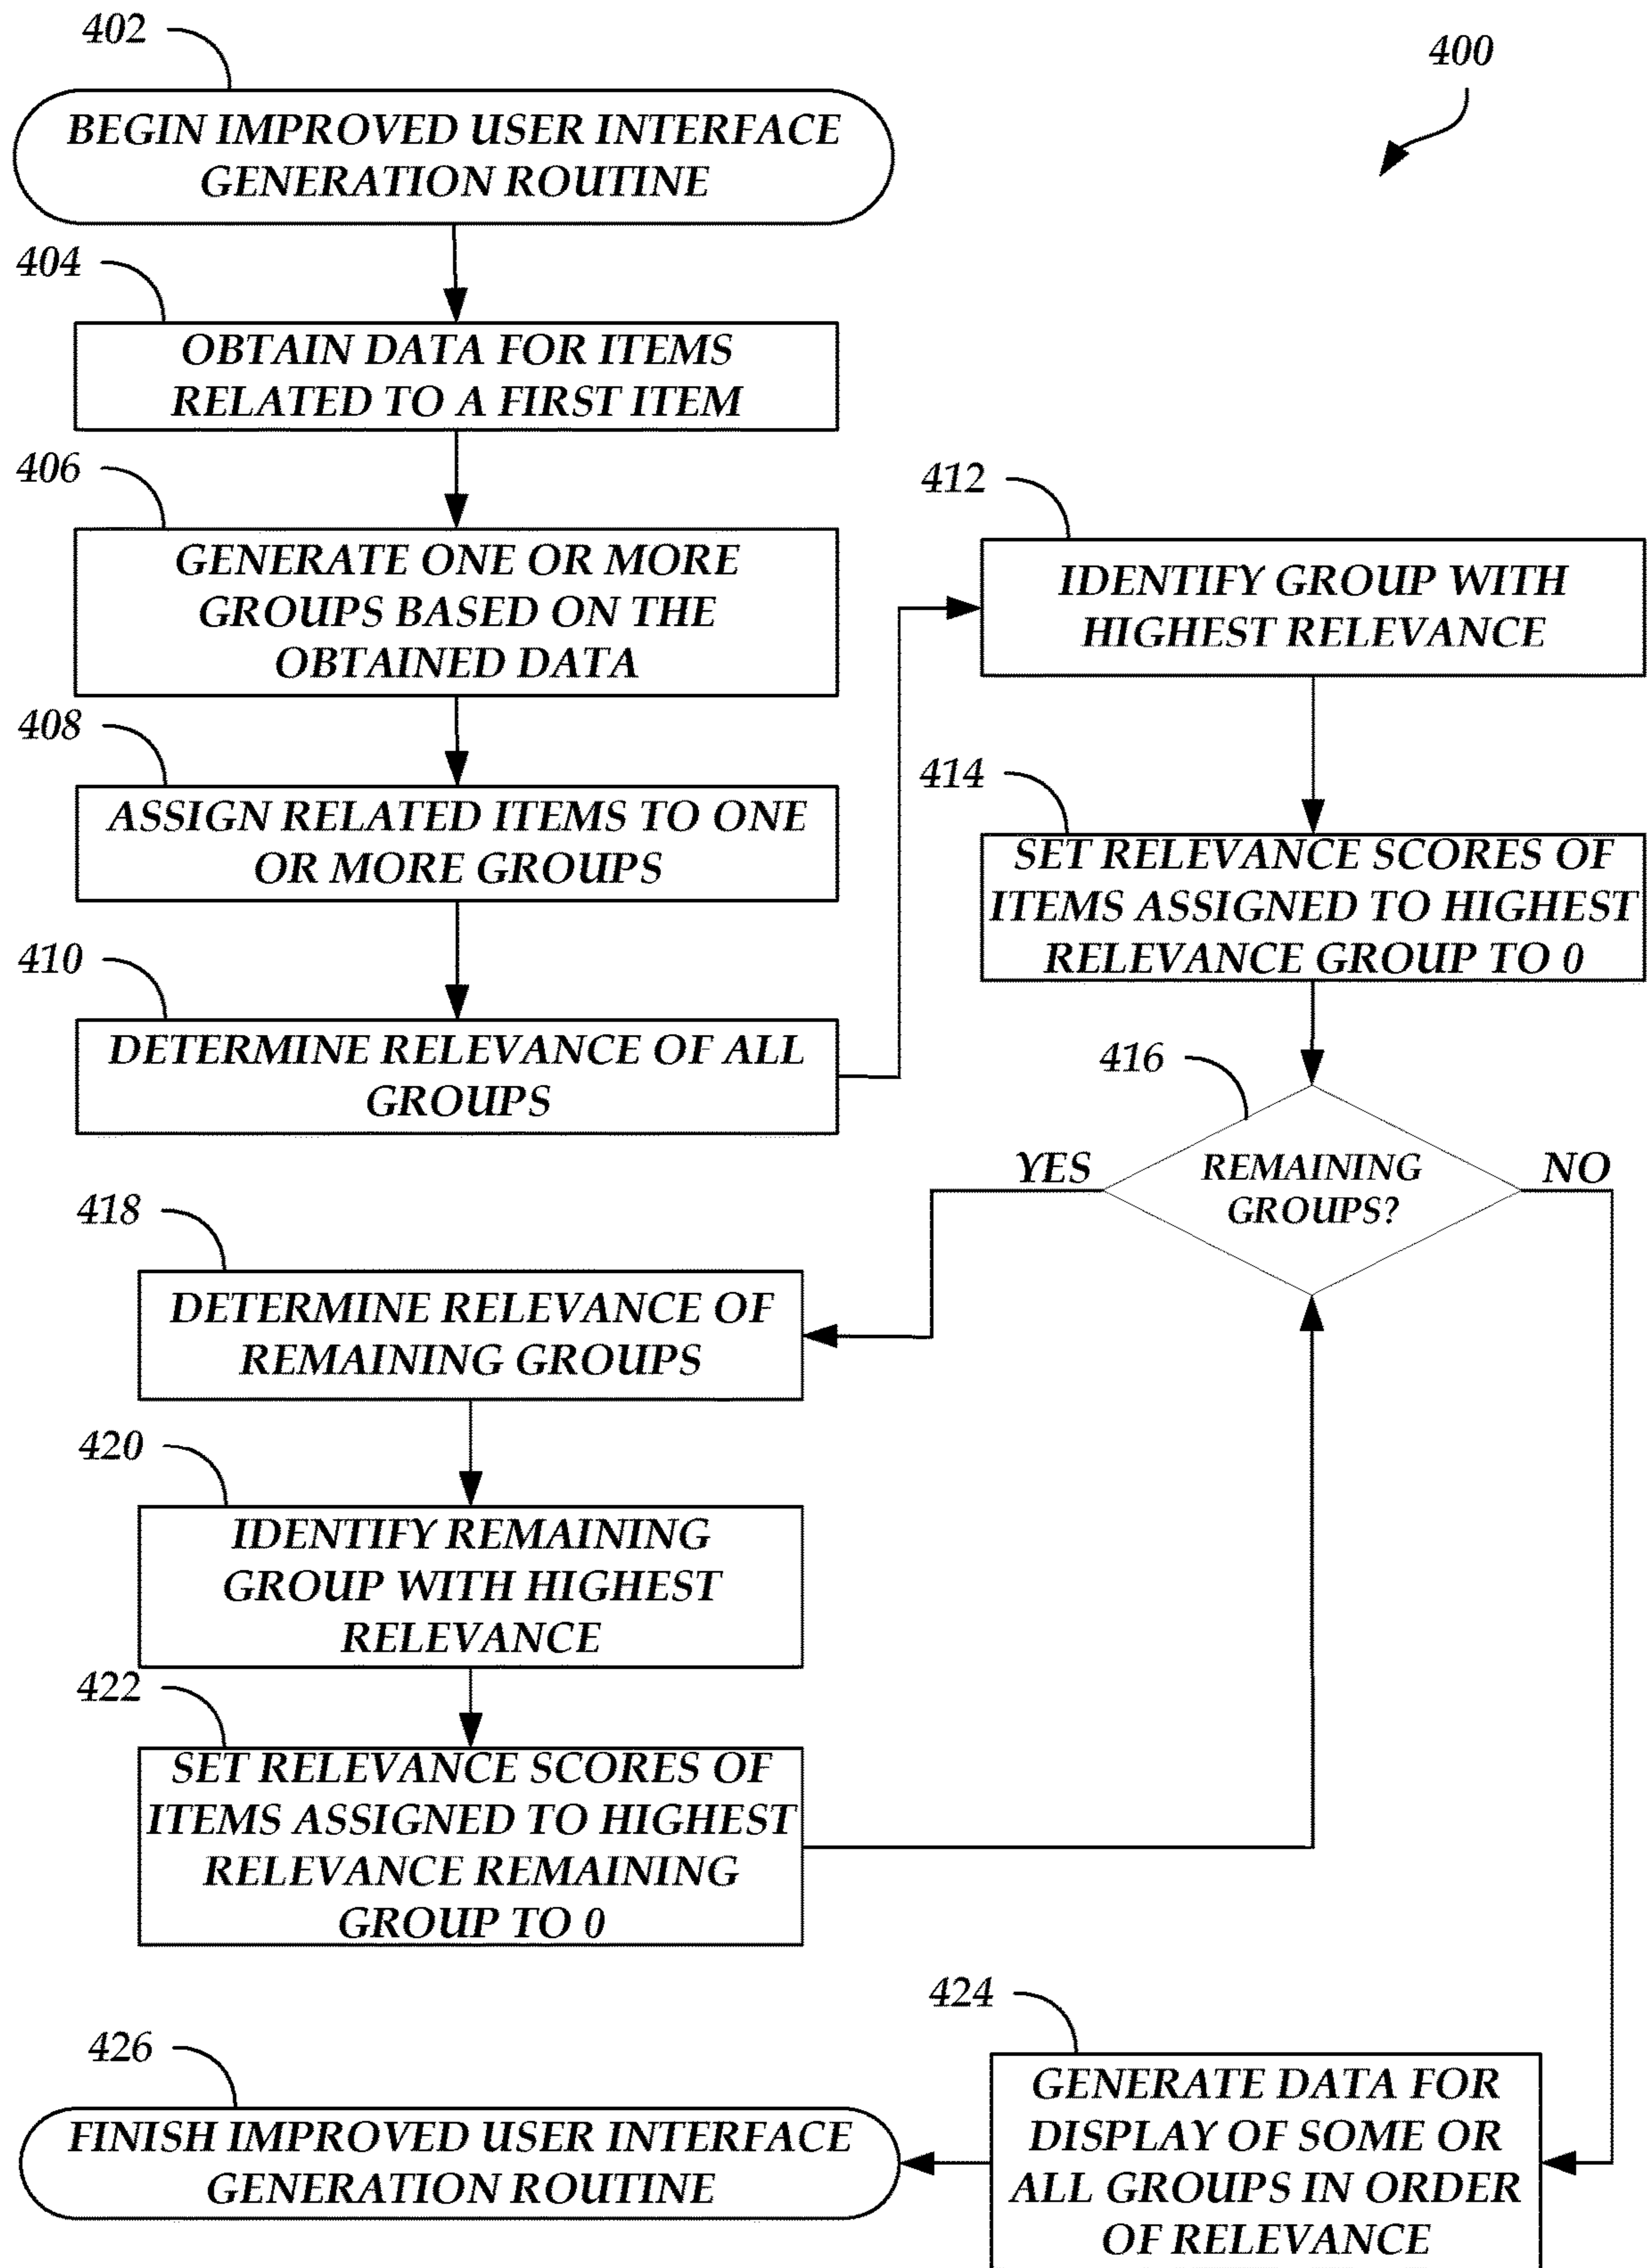 402
400
BEGIN IMPROVED USER INTERFACE
GENERATION ROUTINE
404
OBTAIN DATA FOR ITEMS
RELATED TO A FIRST ITEM
406
GENERATE ONE OR MORE
GROUPS BASED ON THE
OBTAINED DATA
408
ASSIGN RELATED ITEMS TO ONE
OR MORE GROUPS
410
DETERMINE RELEVANCE OF ALL
GROUPS
412
IDENTIFY GROUP WITH
HIGHEST RELEVANCE
414
SET RELEVANCE SCORES OF
ITEMS ASSIGNED TO HIGHEST
RELEVANCE GROUP TO 0
416
REMAINING
GROUPS?
YES
NO
418
DETERMINE RELEVANCE OF
REMAINING GROUPS
420
IDENTIFY REMAINING
GROUP WITH HIGHEST
RELEVANCE
422
SET RELEVANCE SCORES OF
ITEMS ASSIGNED TO HIGHEST
RELEVANCE REMAINING
GROUP TO 0
424
GENERATE DATA FOR
DISPLAY OF SOME OR
ALL GROUPS IN ORDER
OF RELEVANCE
426
FINISH IMPROVED USER INTERFACE
GENERATION ROUTINE